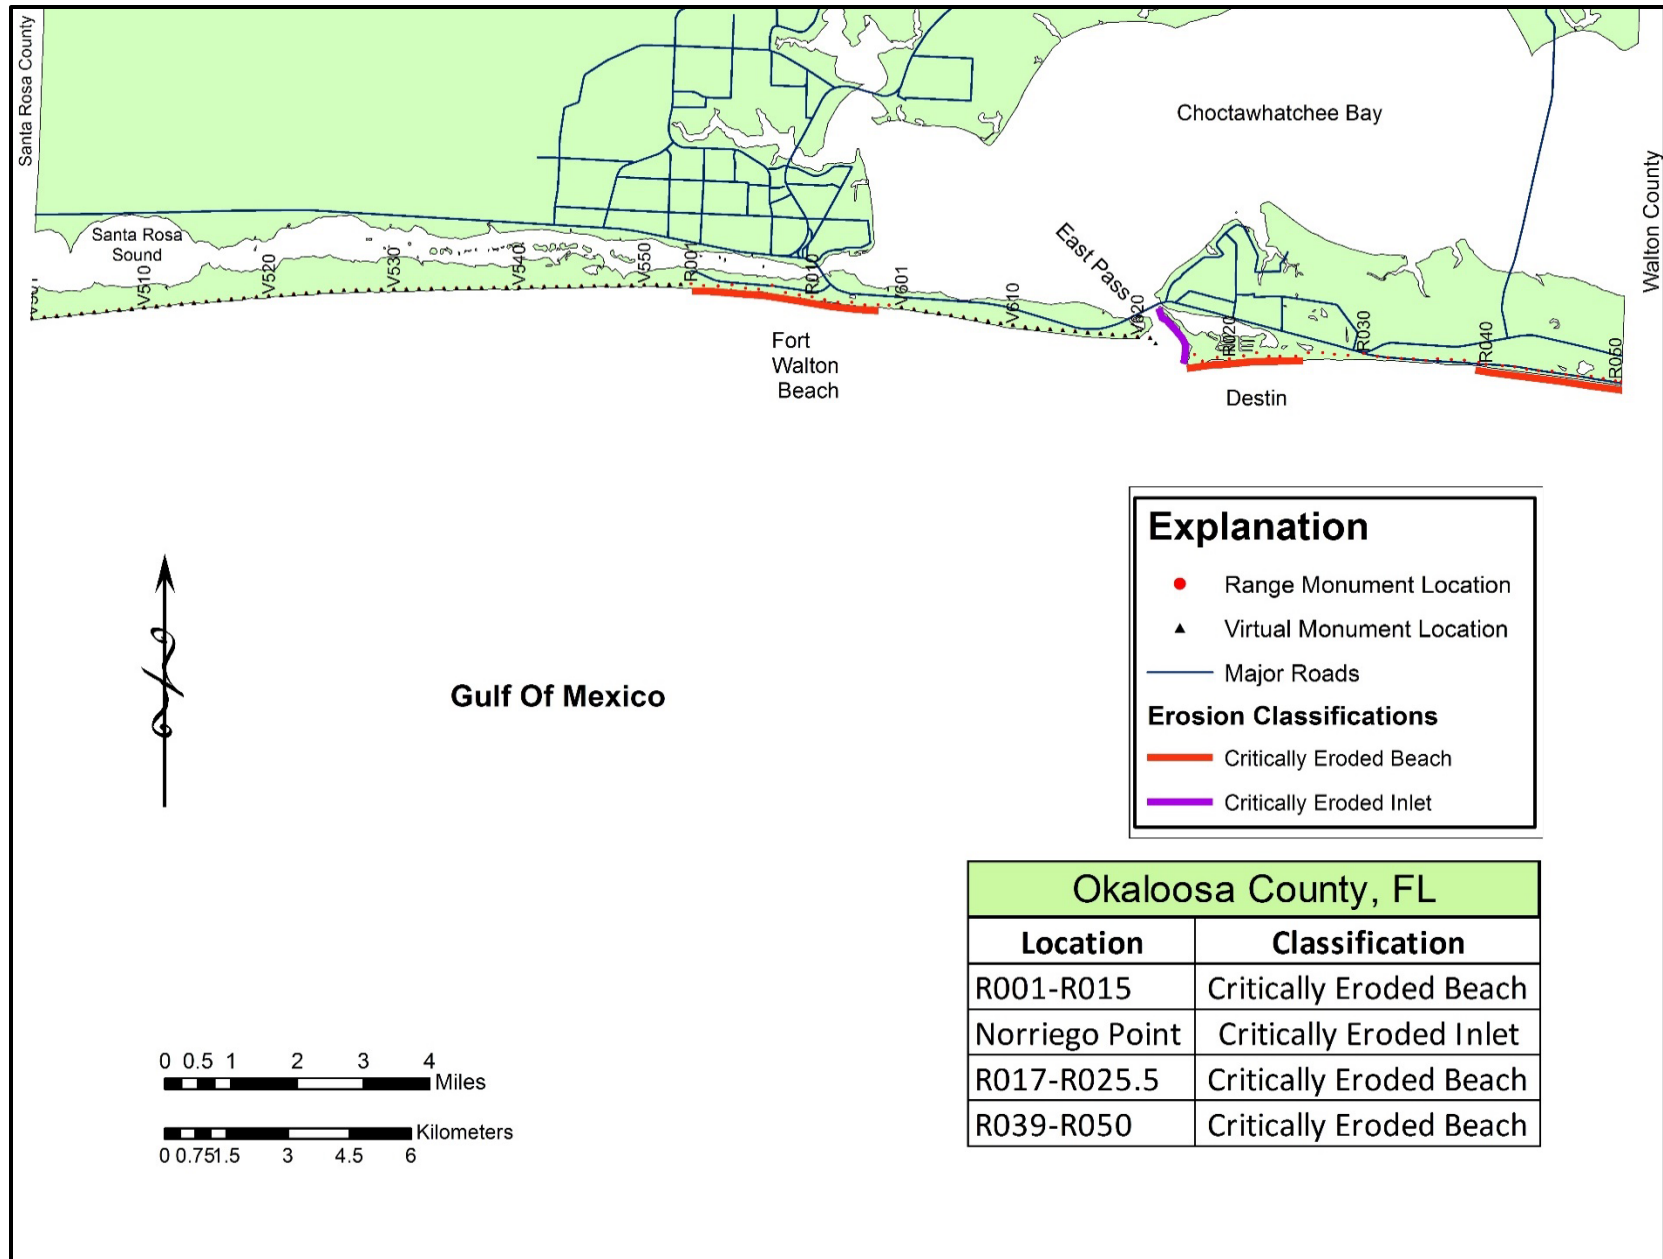 Santa Rosa County
Choctawhatchee Bay
Walton County
Santa Rosa
Sound
East Pass
V501
V510
V520
V530
V540
V550
R001
R010
V601
V610
V620
R020
R030
R040
R050
Fort
Walton
Beach
Destin
Gulf Of Mexico
Explanation
Range Monument Location
Virtual Monument Location
Major Roads
Erosion Classifications
Critically Eroded Beach
Critically Eroded Inlet
Okaloosa County, FL
Location Classification
R001-R015 Critically Eroded Beach
Norriego Point Critically Eroded Inlet
R017-R025.5 Critically Eroded Beach
R039-R050 Critically Eroded Beach
0 0.5 1 2 3 4
Miles
Kilometers
0 0.75 1.5 3 4.5 6